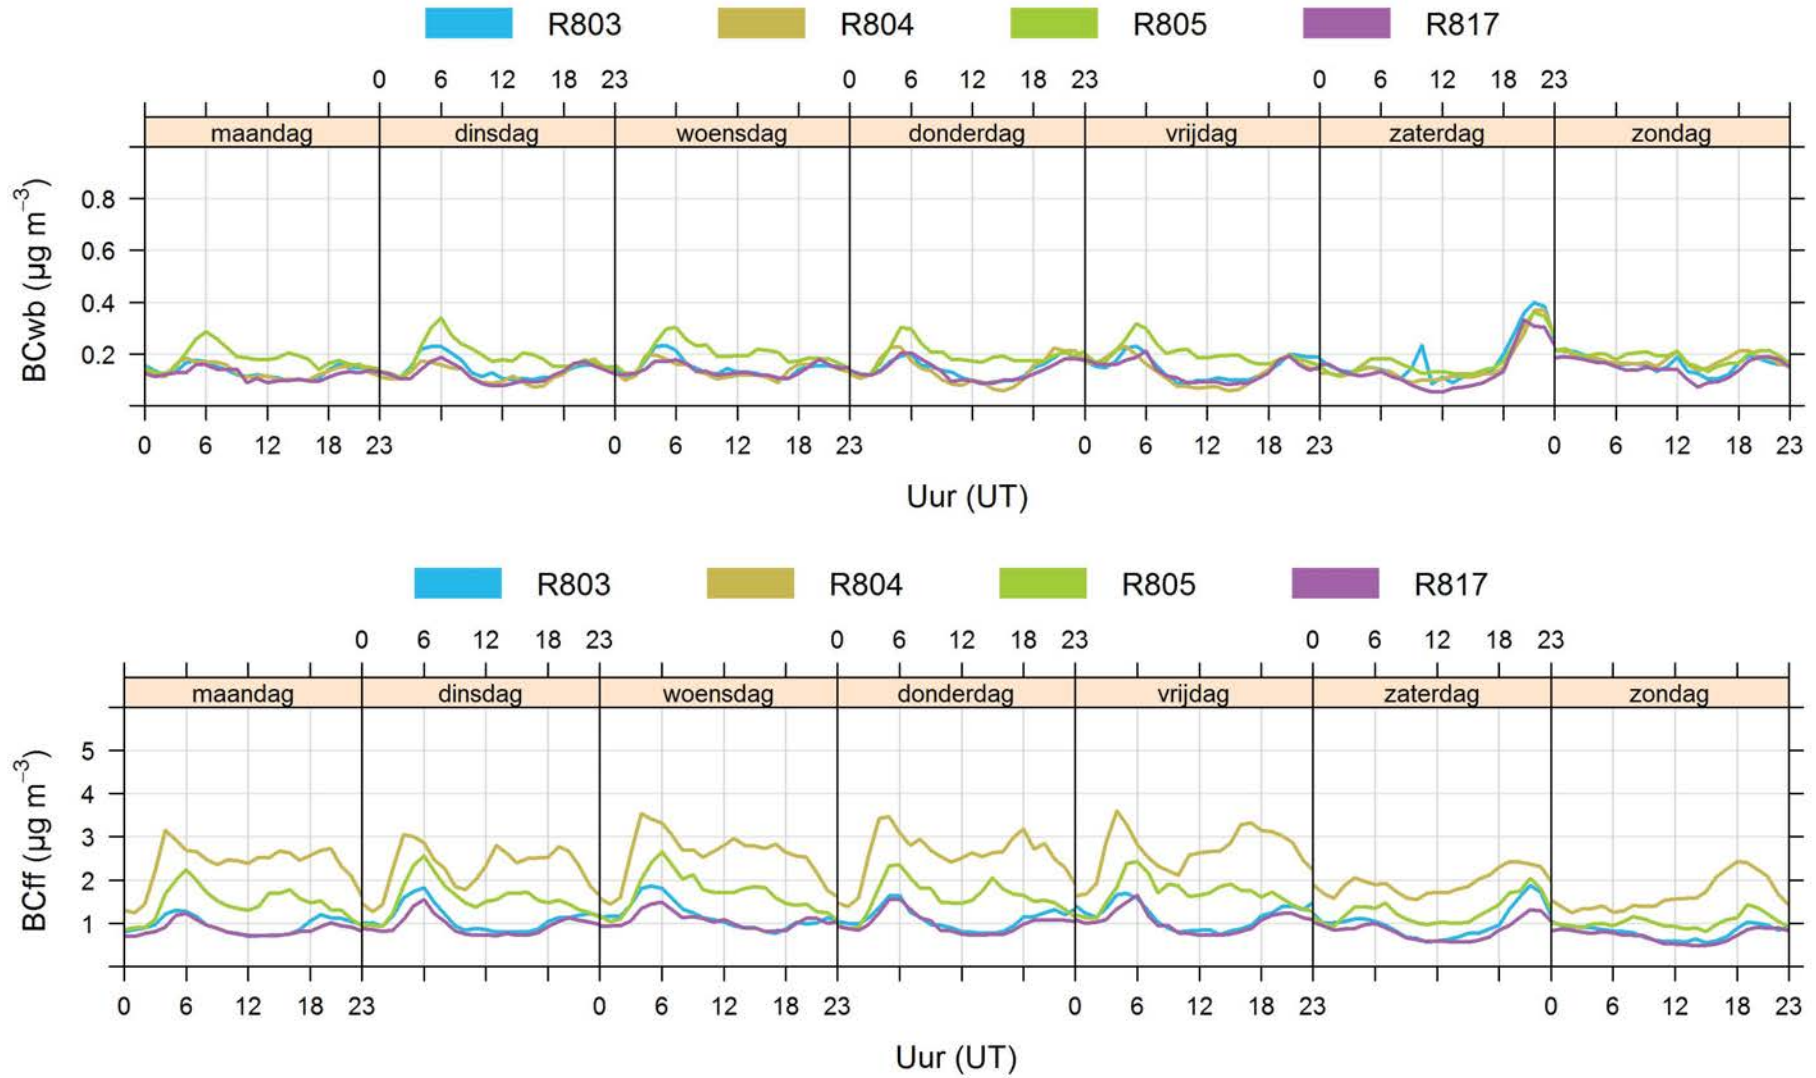 R803 R804 R805 R817
0 6 12 18 23 0 6 12 18 23 0 6 12 18 23
maandag dinsdag woensdag donderdag vrijdag zaterdag zondag
BCwb (µg m⁻³)
0.8
0.6
0.4
0.2
0 6 12 18 23 0 6 12 18 23 0 6 12 18 23 0 6 12 18 23
Uur (UT)
R803 R804 R805 R817
0 6 12 18 23 0 6 12 18 23 0 6 12 18 23
maandag dinsdag woensdag donderdag vrijdag zaterdag zondag
BCff (µg m⁻³)
5
4
3
2
1
0 6 12 18 23 0 6 12 18 23 0 6 12 18 23 0 6 12 18 23
Uur (UT)